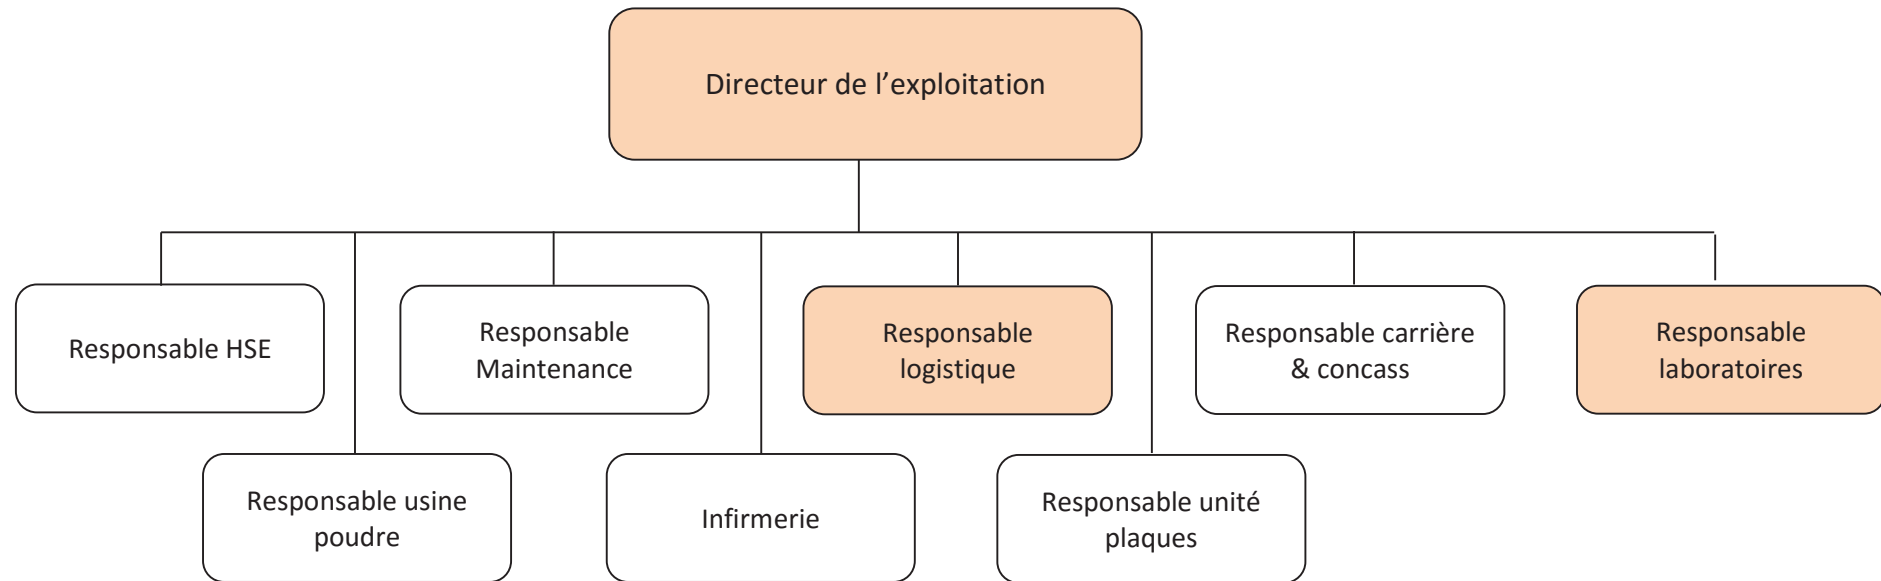 Directeur de l’exploitation
Responsable HSE
Responsable
Maintenance
Responsable
logistique
Responsable carrière
& concass
Responsable
laboratoires
Responsable usine
poudre
Infirmerie
Responsable unité
plaques